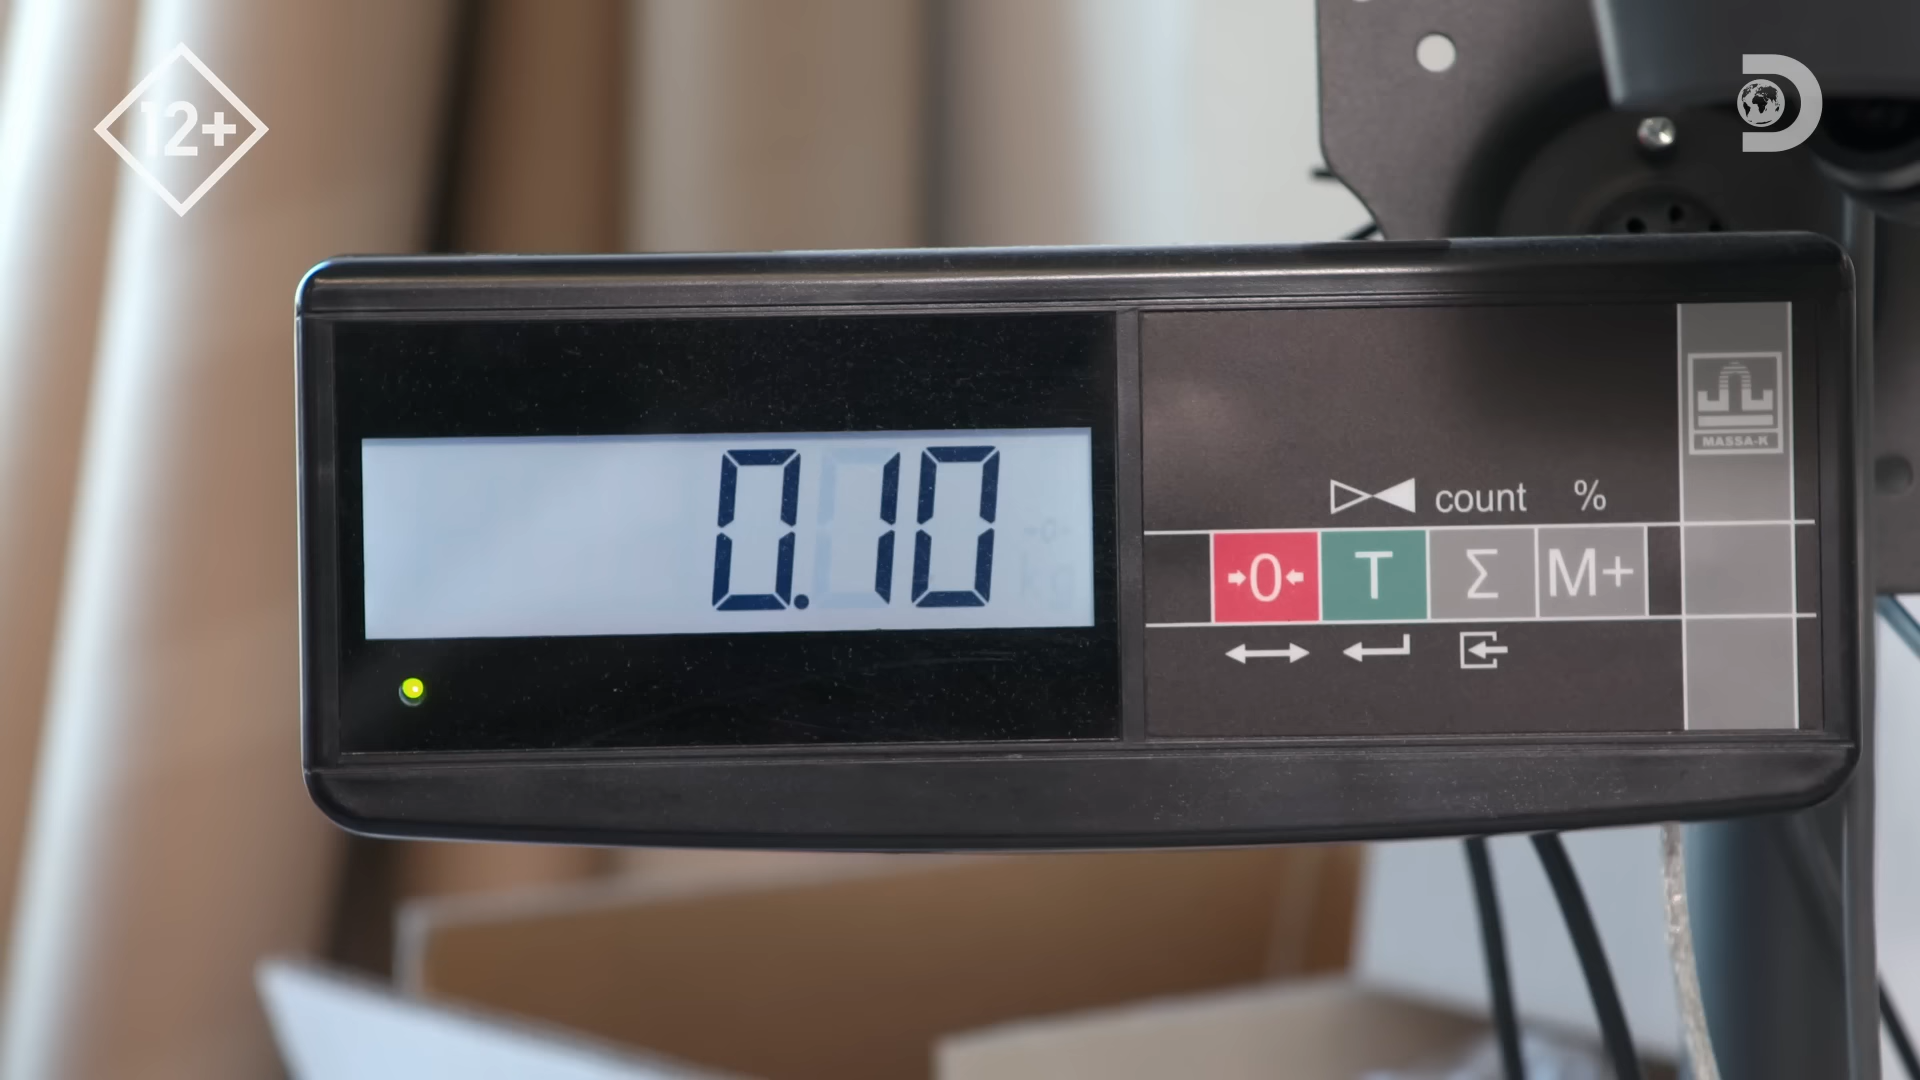 12+
0.10
MASSA-K
count %
→0← T Σ M+